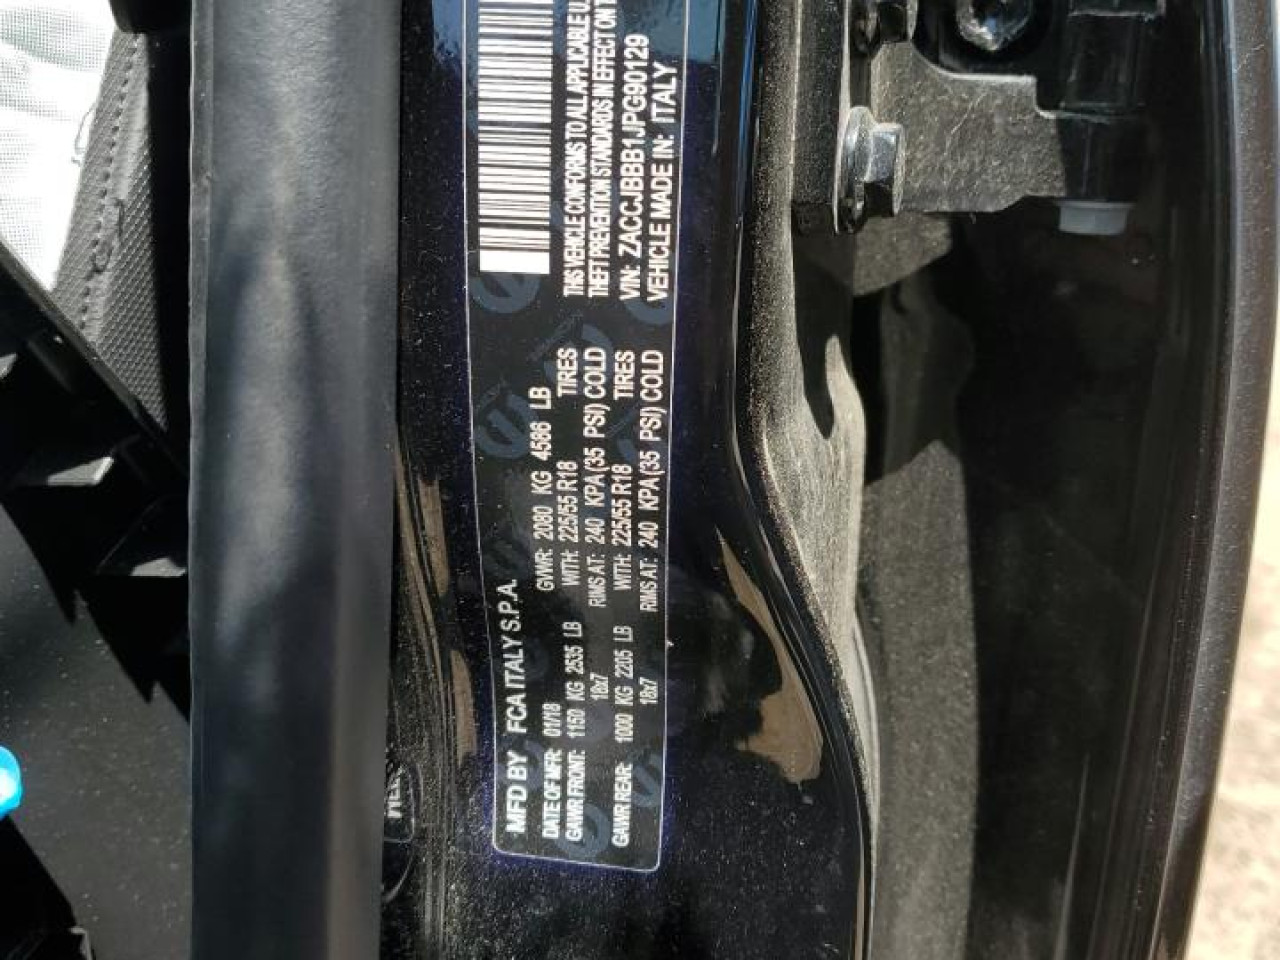 MFD BY FCA ITALY S.P.A.
DATE OF MFR: 01/18 GVWR: 2080 KG 4586 LB
GAWR FRONT: 1150 KG 2535 LB WITH: 225/55 R18 TIRES
18x7 RIMS AT: 240 KPA(35 PSI) COLD
GAWR REAR: 1000 KG 2205 LB WITH: 225/55 R18 TIRES
18x7 RIMS AT: 240 KPA(35 PSI) COLD
THIS VEHICLE CONFORMS TO ALL APPLICABLE U.
THEFT PREVENTION STANDARDS IN EFFECT ON
VIN: ZACCJBBB1JPG90129
VEHICLE MADE IN: ITALY